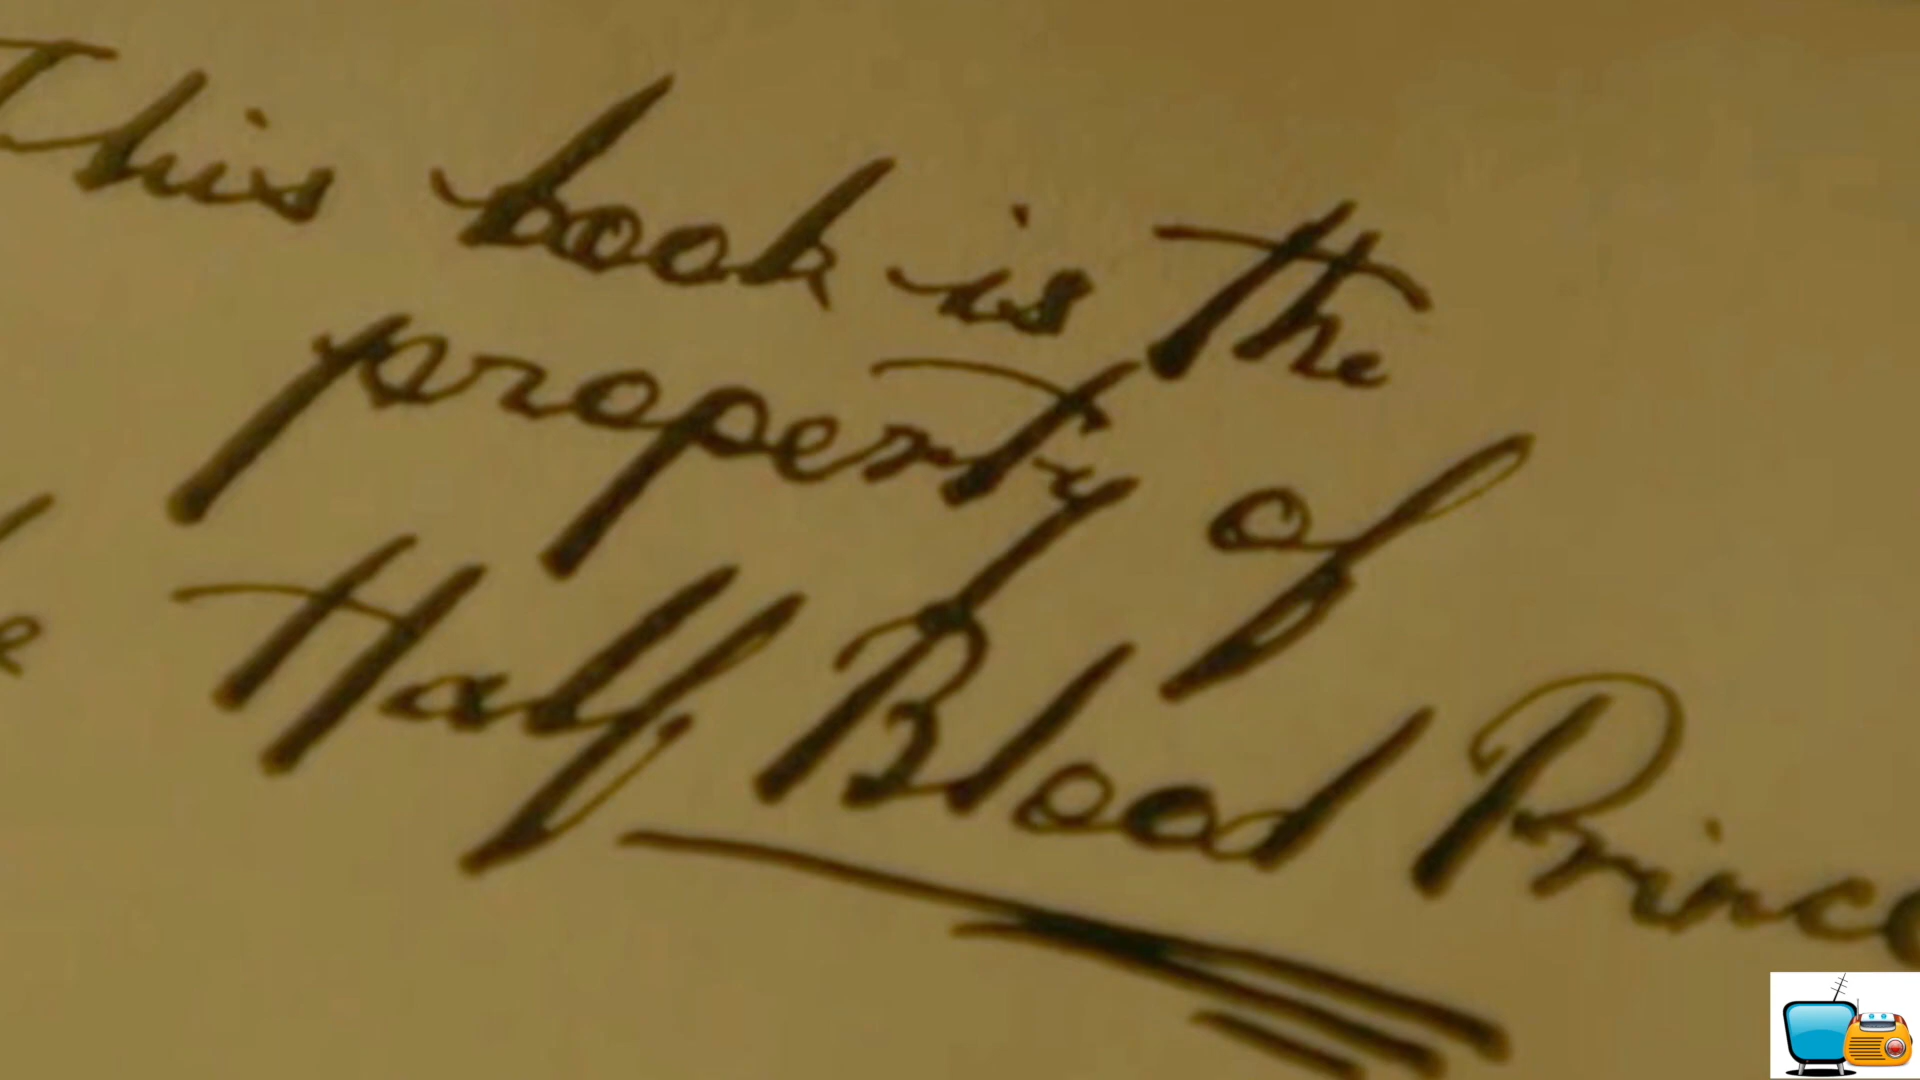 This book is the
property of
Half Blood Prince